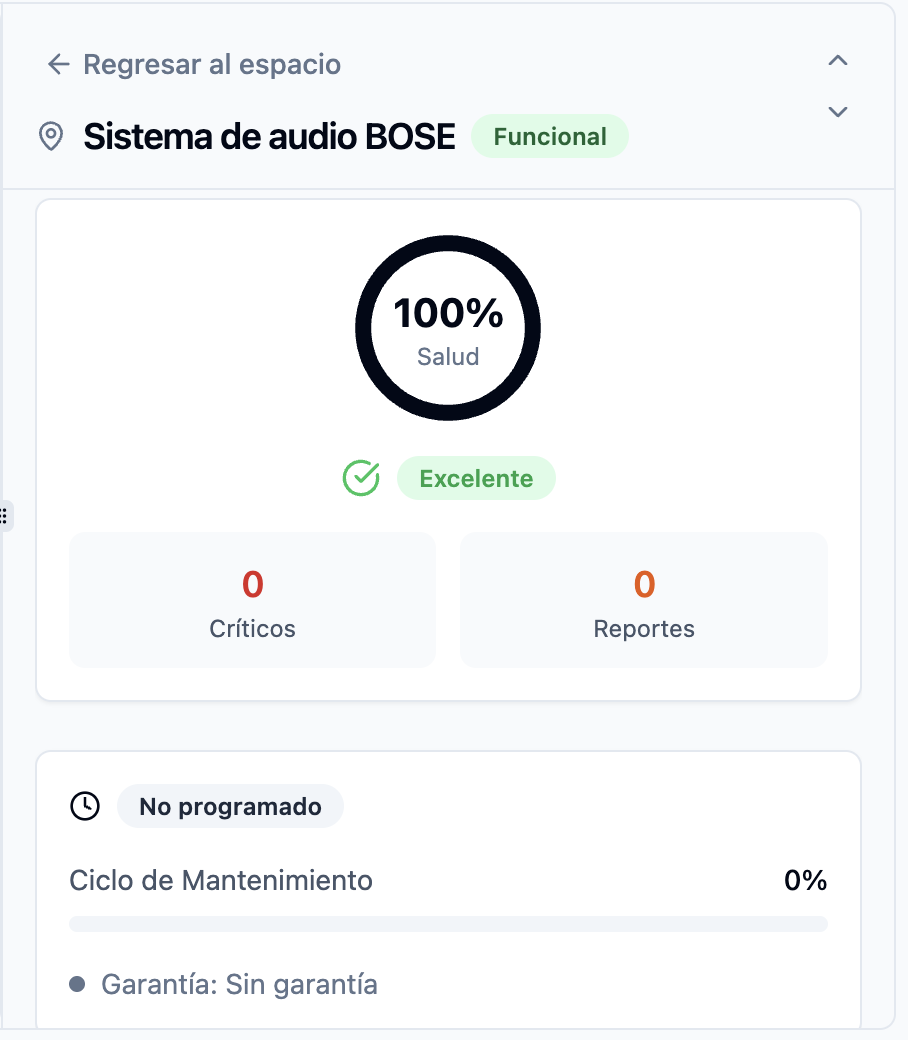 Regresar al espacio
Sistema de audio BOSE
Funcional
100%
Salud
Excelente
0
Críticos
0
Reportes
No programado
Ciclo de Mantenimiento
0%
Garantía: Sin garantía